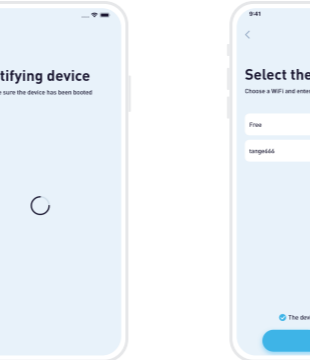 tifying device
sure the device has been booted
9:41
Select the
Choose a WiFi and enter
Free
tange666
The dev